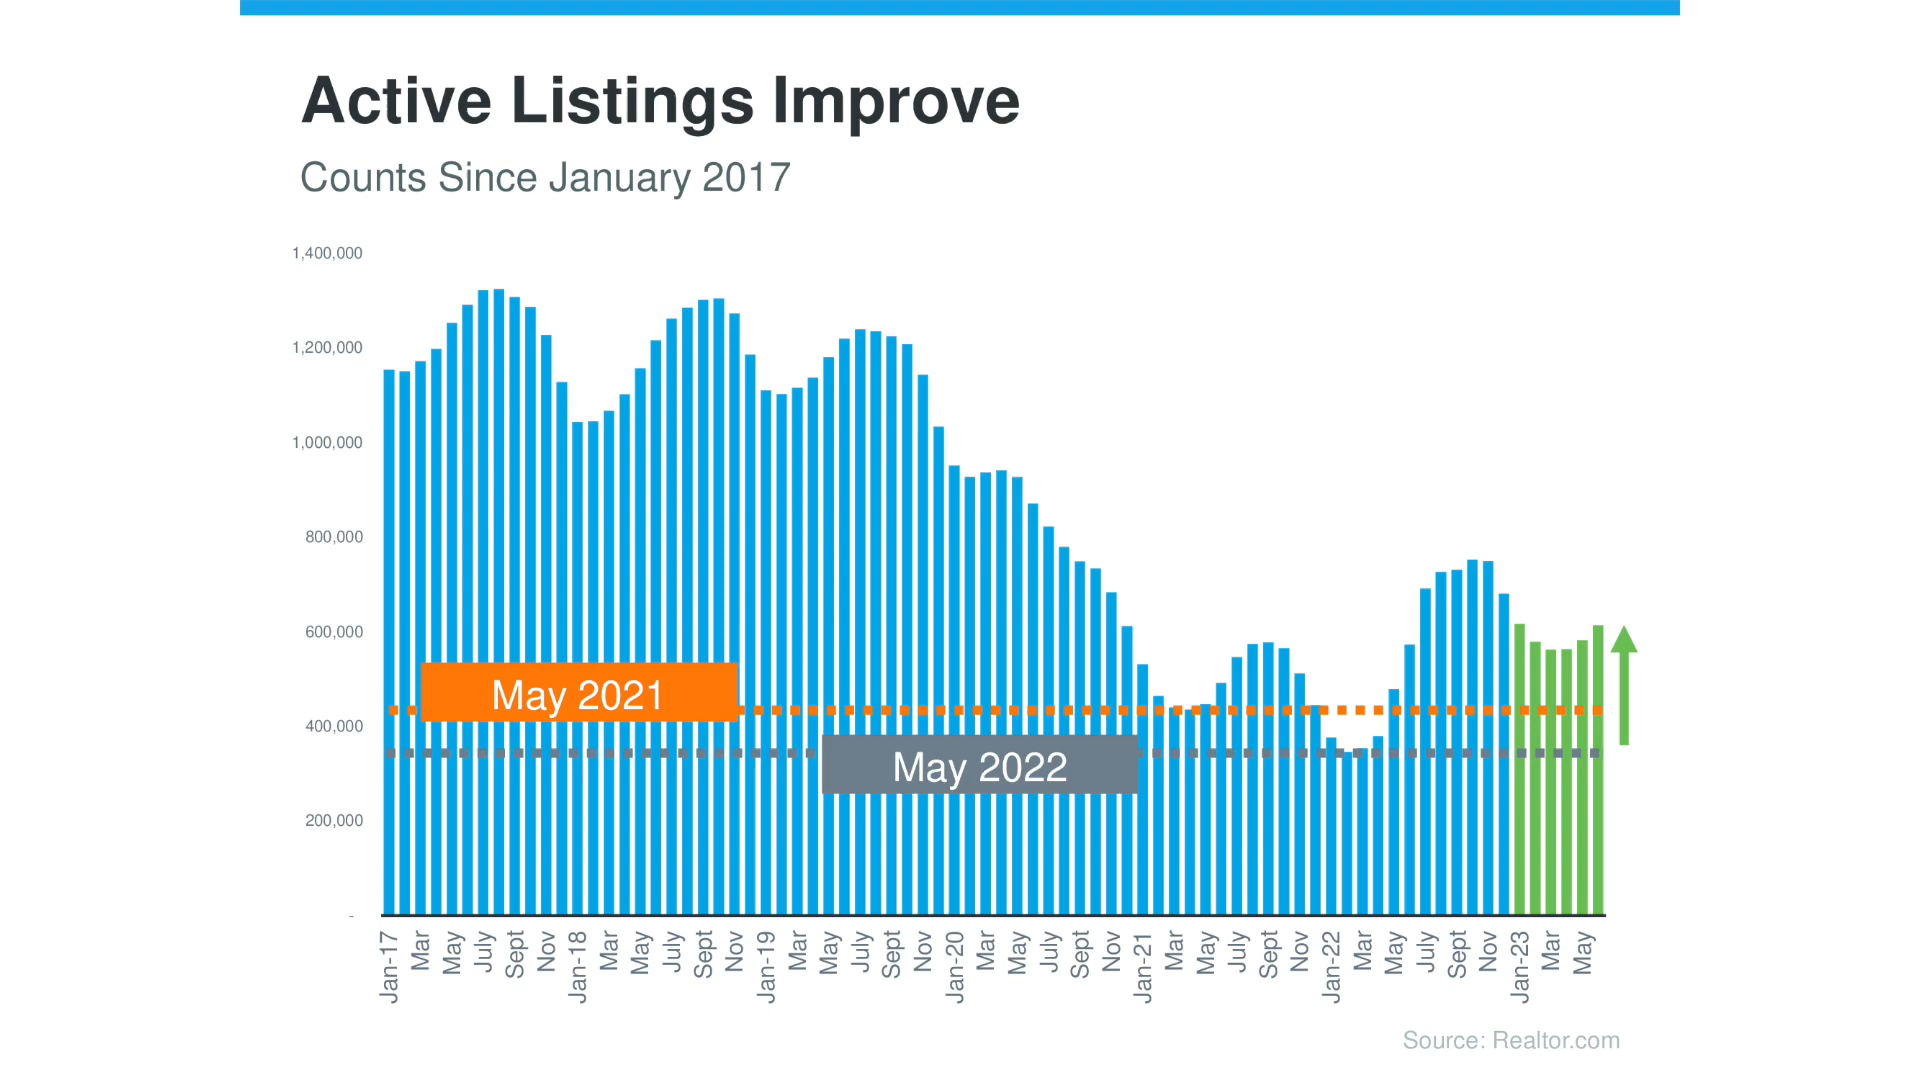 Active Listings Improve
Counts Since January 2017
1,400,000
1,200,000
1,000,000
800,000
600,000
400,000
200,000
-
May 2021
May 2022
Jan-17 Mar May July Sept Nov Jan-18 Mar May July Sept Nov Jan-19 Mar May July Sept Nov Jan-20 Mar May July Sept Nov Jan-21 Mar May July Sept Nov Jan-22 Mar May July Sept Nov Jan-23 Mar May
Source: Realtor.com